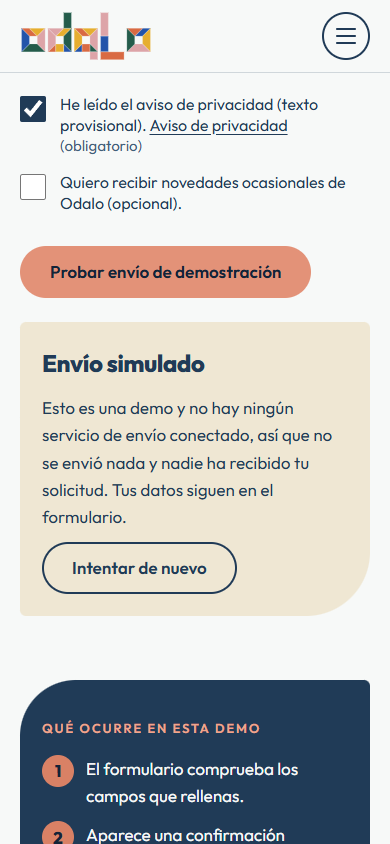 odalo
He leído el aviso de privacidad (texto
provisional). Aviso de privacidad
(obligatorio)
Quiero recibir novedades ocasionales de
Odalo (opcional).
Probar envío de demostración
Envío simulado
Esto es una demo y no hay ningún
servicio de envío conectado, así que no
se envió nada y nadie ha recibido tu
solicitud. Tus datos siguen en el
formulario.
Intentar de nuevo
QUÉ OCURRE EN ESTA DEMO
1 El formulario comprueba los
campos que rellenas.
2 Aparece una confirmación